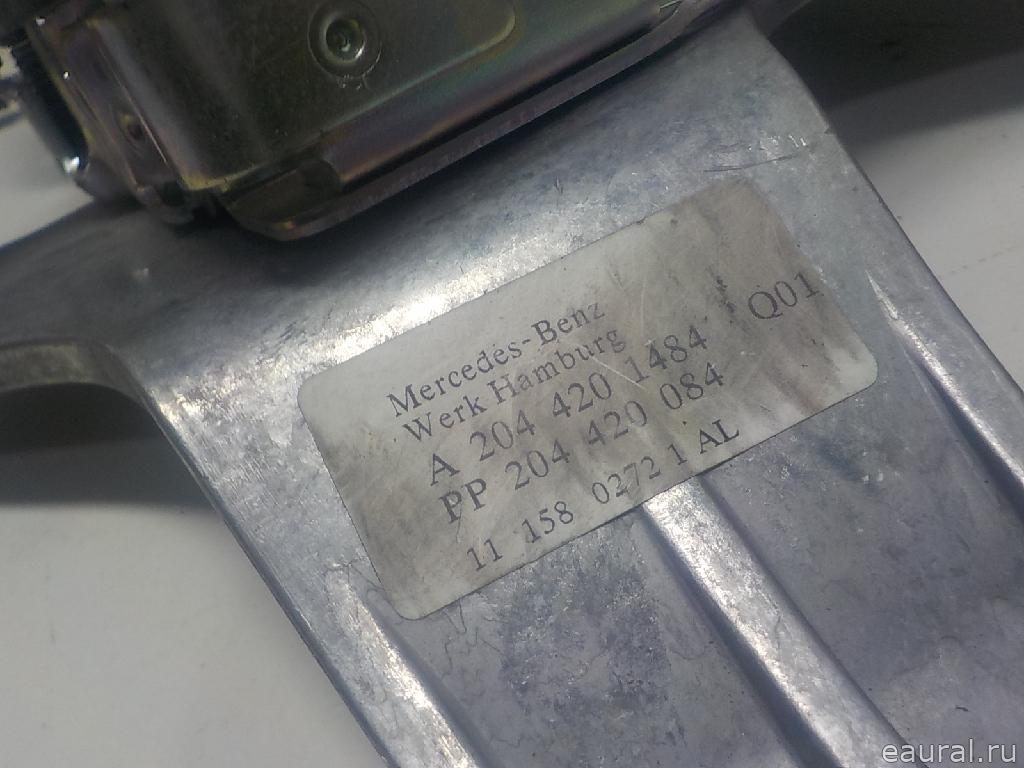 Mercedes-Benz
Werk Hamburg
A 204 420 1484 Q01
PP 204 420 084
11 158 0272 1 AL
eaural.ru